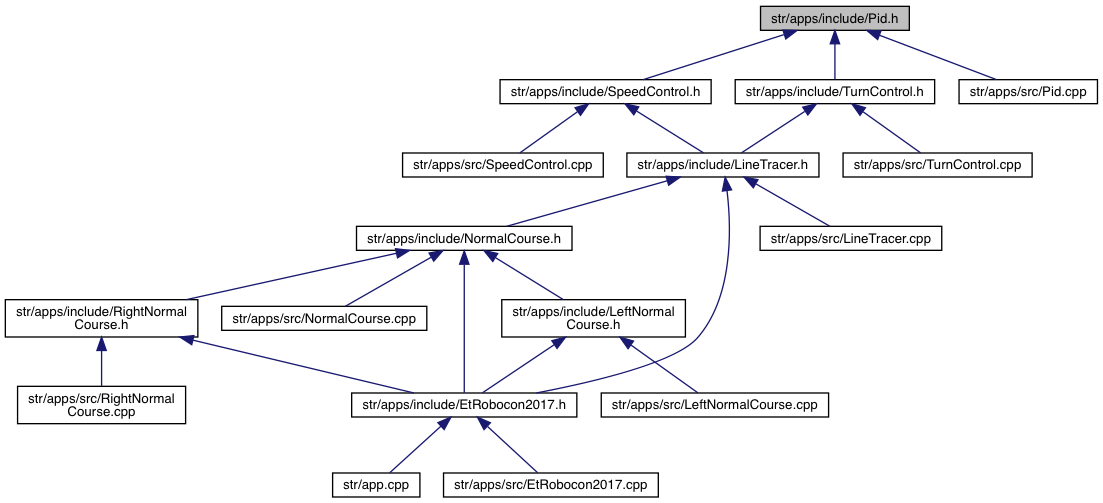 str/apps/include/Pid.h
str/apps/include/SpeedControl.h
str/apps/include/TurnControl.h
str/apps/src/Pid.cpp
str/apps/src/SpeedControl.cpp
str/apps/include/LineTracer.h
str/apps/src/TurnControl.cpp
str/apps/include/NormalCourse.h
str/apps/src/LineTracer.cpp
str/apps/include/RightNormal
Course.h
str/apps/src/NormalCourse.cpp
str/apps/include/LeftNormal
Course.h
str/apps/src/RightNormal
Course.cpp
str/apps/include/EtRobocon2017.h
str/apps/src/LeftNormalCourse.cpp
str/app.cpp
str/apps/src/EtRobocon2017.cpp